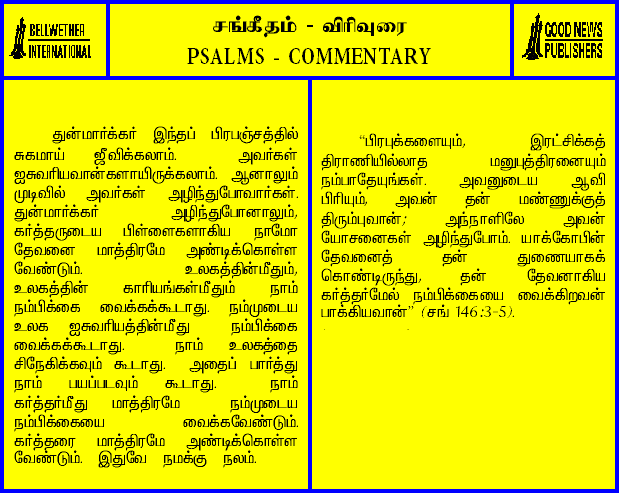 BELLWETHER
INTERNATIONAL
சங்கீதம் - விரிவுரை
PSALMS - COMMENTARY
GOOD NEWS
PUBLISHERS
துன்மார்க்கர் இந்தப் பிரபஞ்சத்தில்
சுகமாய் ஜீவிக்கலாம். அவர்கள்
ஐசுவரியவான்களாயிருக்கலாம். ஆனாலும்
முடிவில் அவர்கள் அழிந்துபோவார்கள்.
துன்மார்க்கர் அழிந்துபோனாலும்,
கர்த்தருடைய பிள்ளைகளாகிய நாமோ
தேவனை மாத்திரமே அண்டிக்கொள்ள
வேண்டும். உலகத்தின்மீதும்,
உலகத்தின் காரியங்கள்மீதும் நாம்
நம்பிக்கை வைக்கக்கூடாது. நம்முடைய
உலக ஐசுவரியத்தின்மீது நம்பிக்கை
வைக்கக்கூடாது. நாம் உலகத்தை
சிநேகிக்கவும் கூடாது. அதைப் பார்த்து
நாம் பயப்படவும் கூடாது. நாம்
கர்த்தர்மீது மாத்திரமே நம்முடைய
நம்பிக்கையை வைக்கவேண்டும்.
கர்த்தரை மாத்திரமே அண்டிக்கொள்ள
வேண்டும். இதுவே நமக்கு நலம்.
“பிரபுக்களையும், இரட்சிக்கத்
திராணியில்லாத மனுபுத்திரனையும்
நம்பாதேயுங்கள். அவனுடைய ஆவி
பிரியும், அவன் தன் மண்ணுக்குத்
திரும்புவான்; அந்நாளிலே அவன்
யோசனைகள் அழிந்துபோம். யாக்கோபின்
தேவனைத் தன் துணையாகக்
கொண்டிருந்து, தன் தேவனாகிய
கர்த்தர்மேல் நம்பிக்கையை வைக்கிறவன்
பாக்கியவான்” (சங் 146:3-5).